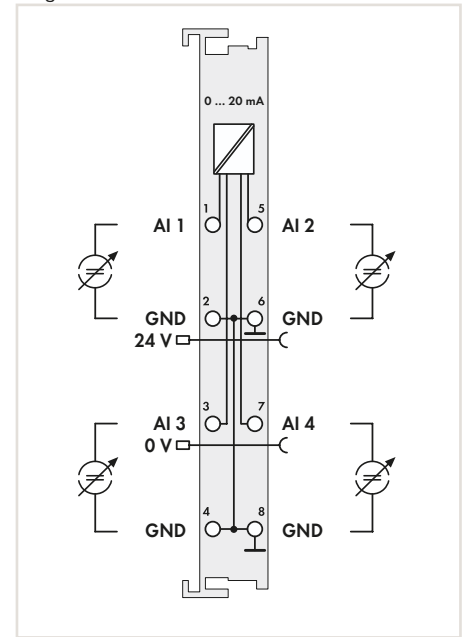 0 ... 20 mA
1 5
AI 1 AI 2
2 6
GND GND
24 V
3 7
AI 3 AI 4
0 V
4 8
GND GND